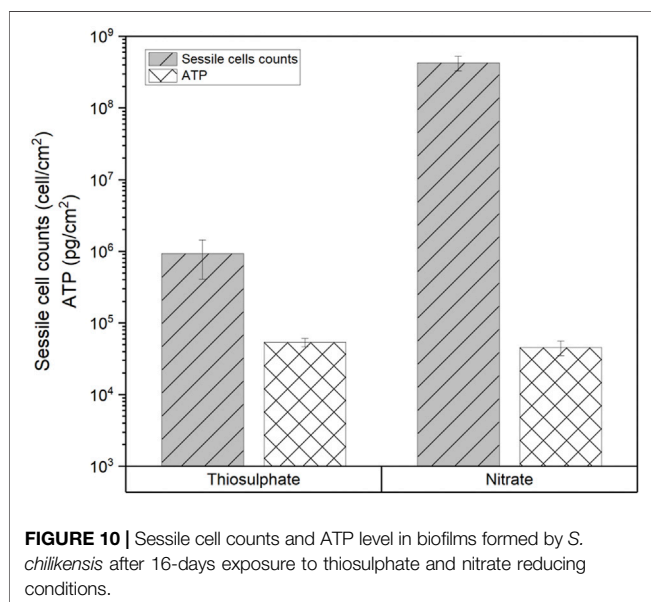 10⁹
10⁸
10⁷
10⁶
10⁵
10⁴
10³
Sessile cell counts (cell/cm²)
ATP (pg/cm²)
Sessile cells counts
ATP
Thiosulphate Nitrate
FIGURE 10 | Sessile cell counts and ATP level in biofilms formed by S.
chilikensis after 16-days exposure to thiosulphate and nitrate reducing
conditions.